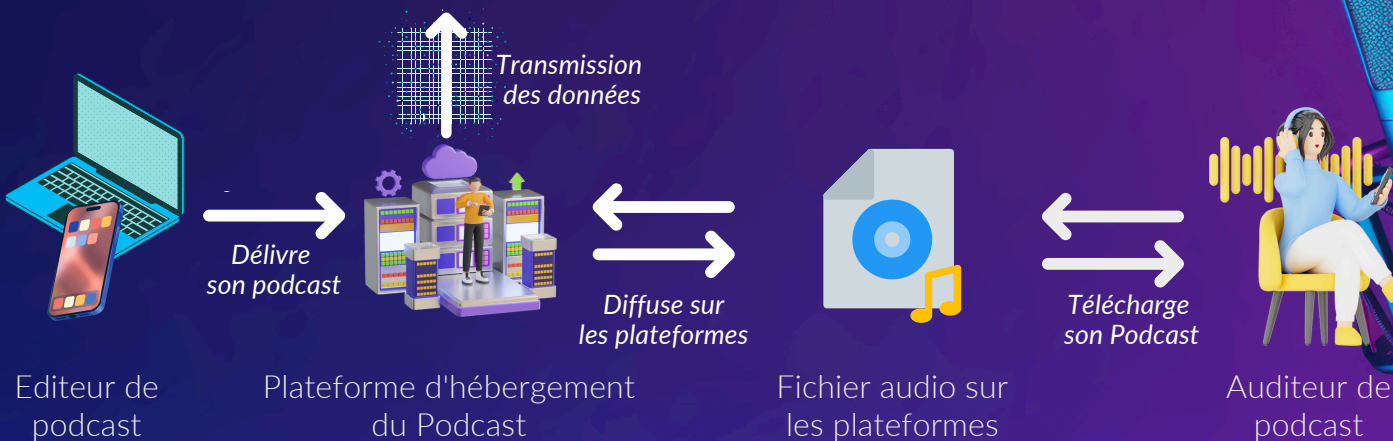 Transmission
des données
Délivre
son podcast
Diffuse sur
les plateformes
Télécharge
son Podcast
Editeur de
podcast
Plateforme d'hébergement
du Podcast
Fichier audio sur
les plateformes
Auditeur de
podcast